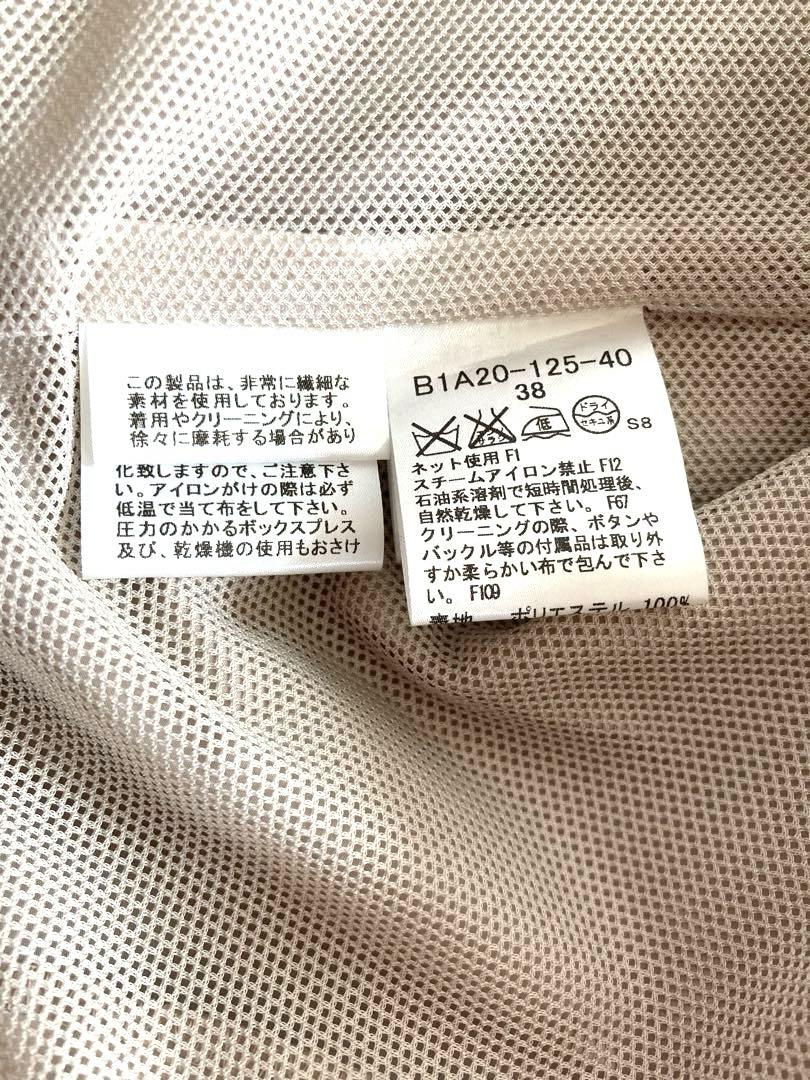 この製品は、非常に繊細な
素材を使用しております。
着用やクリーニングにより、
徐々に摩耗する場合があり
化致しますので、ご注意下さ
い。アイロンがけの際は必ず
低温で当て布をして下さい。
圧力のかかるボックスプレス
及び、乾燥機の使用もおさけ
B1A20-125-40
38
低
ドライ
セキユ系
S8
ネット使用 F1
スチームアイロン禁止 F12
石油系溶剤で短時間処理後、
自然乾燥して下さい。 F67
クリーニングの際、ボタンや
バックル等の付属品は取り外
すか柔らかい布で包んで下さ
い。 F109
ポリエステル 100%